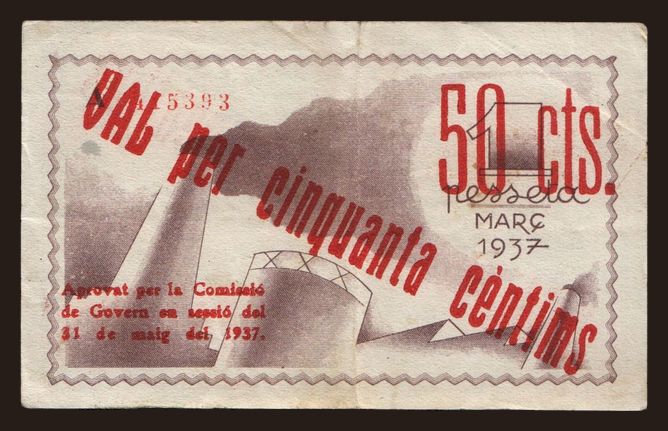 A 415393
VAL per cinquanta cèntims
50 cts.
1
pesseta
MARÇ
1937
Aprovat per la Comissió
de Govern en sessió del
31 de maig del 1937.